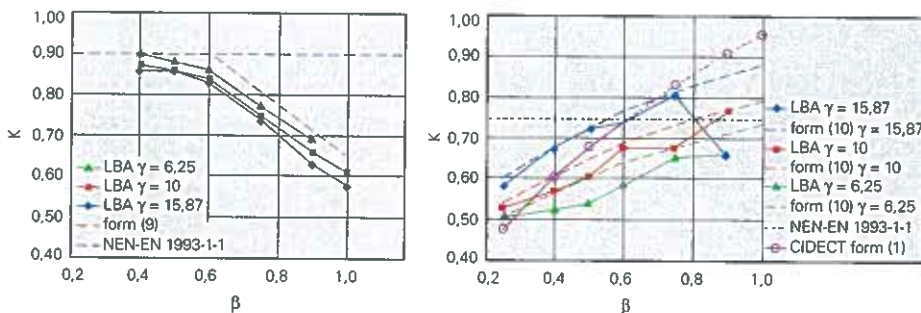 1,00
0,90
0,80
0,70
0,60
0,50
0,40
K
LBA γ = 6,25
LBA γ = 10
LBA γ = 15,87
form (9)
NEN-EN 1993-1-1
0,2 0,4 0,6 0,8 1,0
β
1,00
0,90
0,80
0,70
0,60
0,50
0,40
K
0,2 0,4 0,6 0,8 1,0
β
LBA γ = 15,87
form (10) γ = 15,87
LBA γ = 10
form (10) γ = 10
LBA γ = 6,25
form (10) γ = 6,25
NEN-EN 1993-1-1
CIDECT form (1)